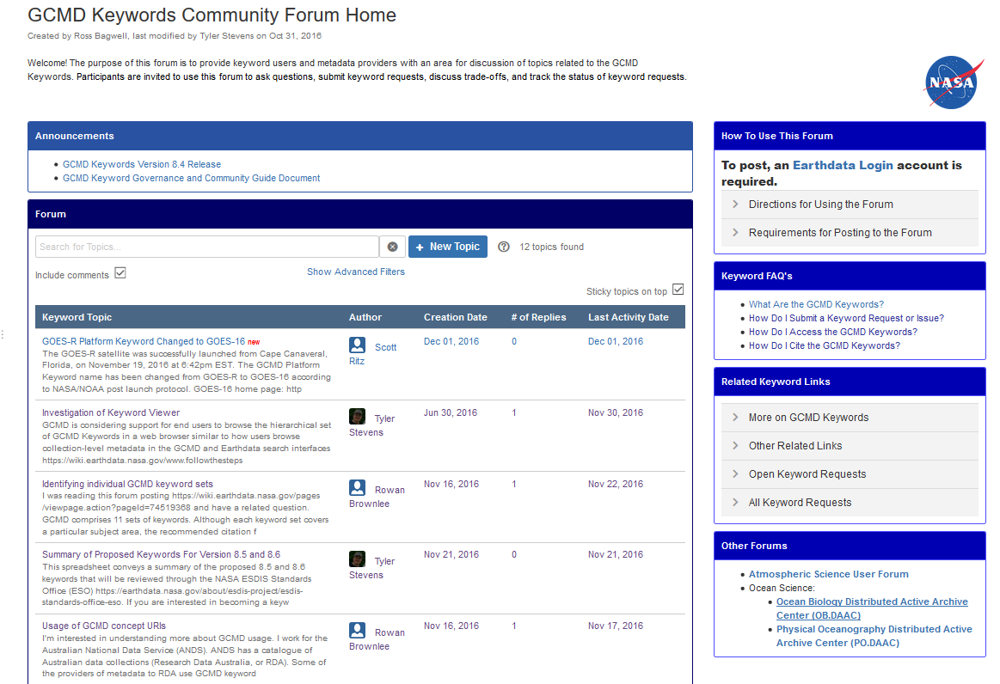 GCMD Keywords Community Forum Home
Created by Ross Bagwell, last modified by Tyler Stevens on Oct 31, 2016
Welcome! The purpose of this forum is to provide keyword users and metadata providers with an area for discussion of topics related to the GCMD
Keywords. Participants are invited to use this forum to ask questions, submit keyword requests, discuss trade-offs, and track the status of keyword requests.
NASA
Announcements
GCMD Keywords Version 8.4 Release
GCMD Keyword Governance and Community Guide Document
Forum
Search for Topics...
+ New Topic
? 12 topics found
Include comments
Show Advanced Filters
Sticky topics on top
Keyword Topic Author Creation Date # of Replies Last Activity Date
GOES-R Platform Keyword Changed to GOES-16 new
The GOES-R satellite was successfully launched from Cape Canaveral,
Florida, on November 19, 2016 at 6:42pm EST. The GCMD Platform
Keyword name has been changed from GOES-R to GOES-16 according
to NASA/NOAA post launch protocol. GOES-16 home page: http
Scott
Ritz
Dec 01, 2016
0
Dec 01, 2016
Investigation of Keyword Viewer
GCMD is considering support for end users to browse the hierarchical set
of GCMD Keywords in a web browser similar to how users browse
collection-level metadata in the GCMD and Earthdata search interfaces
https://wiki.earthdata.nasa.gov/www.followthesteps
Tyler
Stevens
Jun 30, 2016
1
Nov 30, 2016
Identifying individual GCMD keyword sets
I was reading this forum posting https://wiki.earthdata.nasa.gov/pages
/viewpage.action?pageId=74519368 and have a related question.
GCMD comprises 11 sets of keywords. Although each keyword set covers
a particular subject area, the recommended citation f
Rowan
Brownlee
Nov 16, 2016
1
Nov 22, 2016
Summary of Proposed Keywords For Version 8.5 and 8.6
This spreadsheet conveys a summary of the proposed 8.5 and 8.6
keywords that will be reviewed through the NASA ESDIS Standards
Office (ESO) https://earthdata.nasa.gov/about/esdis-project/esdis-
standards-office-eso. If you are interested in becoming a keyw
Tyler
Stevens
Nov 21, 2016
0
Nov 21, 2016
Usage of GCMD concept URIs
I'm interested in understanding more about GCMD usage. I work for the
Australian National Data Service (ANDS). ANDS has a catalogue of
Australian data collections (Research Data Australia, or RDA). Some of
the providers of metadata to RDA use GCMD keyword
Rowan
Brownlee
Nov 16, 2016
1
Nov 17, 2016
How To Use This Forum
To post, an Earthdata Login account is
required.
Directions for Using the Forum
Requirements for Posting to the Forum
Keyword FAQ's
What Are the GCMD Keywords?
How Do I Submit a Keyword Request or Issue?
How Do I Access the GCMD Keywords?
How Do I Cite the GCMD Keywords?
Related Keyword Links
More on GCMD Keywords
Other Related Links
Open Keyword Requests
All Keyword Requests
Other Forums
Atmospheric Science User Forum
Ocean Science:
Ocean Biology Distributed Active Archive
Center (OB.DAAC)
Physical Oceanography Distributed Active
Archive Center (PO.DAAC)